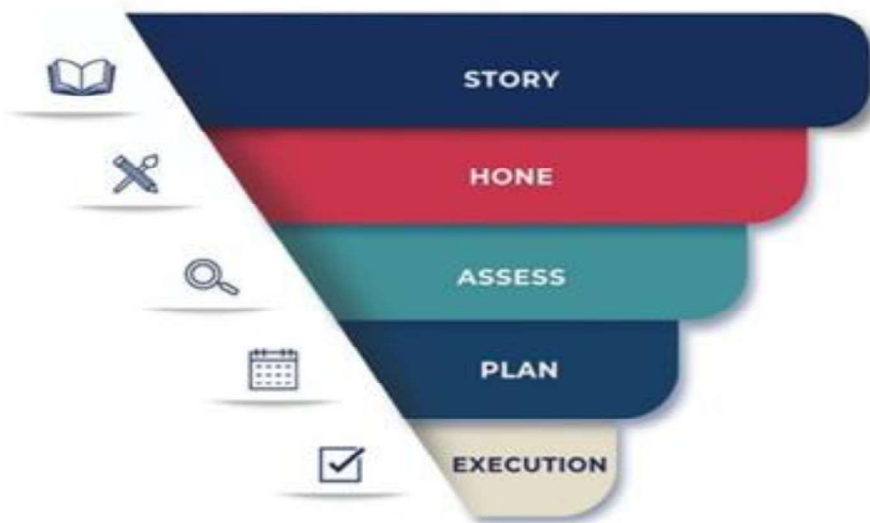 STORY
HONE
ASSESS
PLAN
EXECUTION